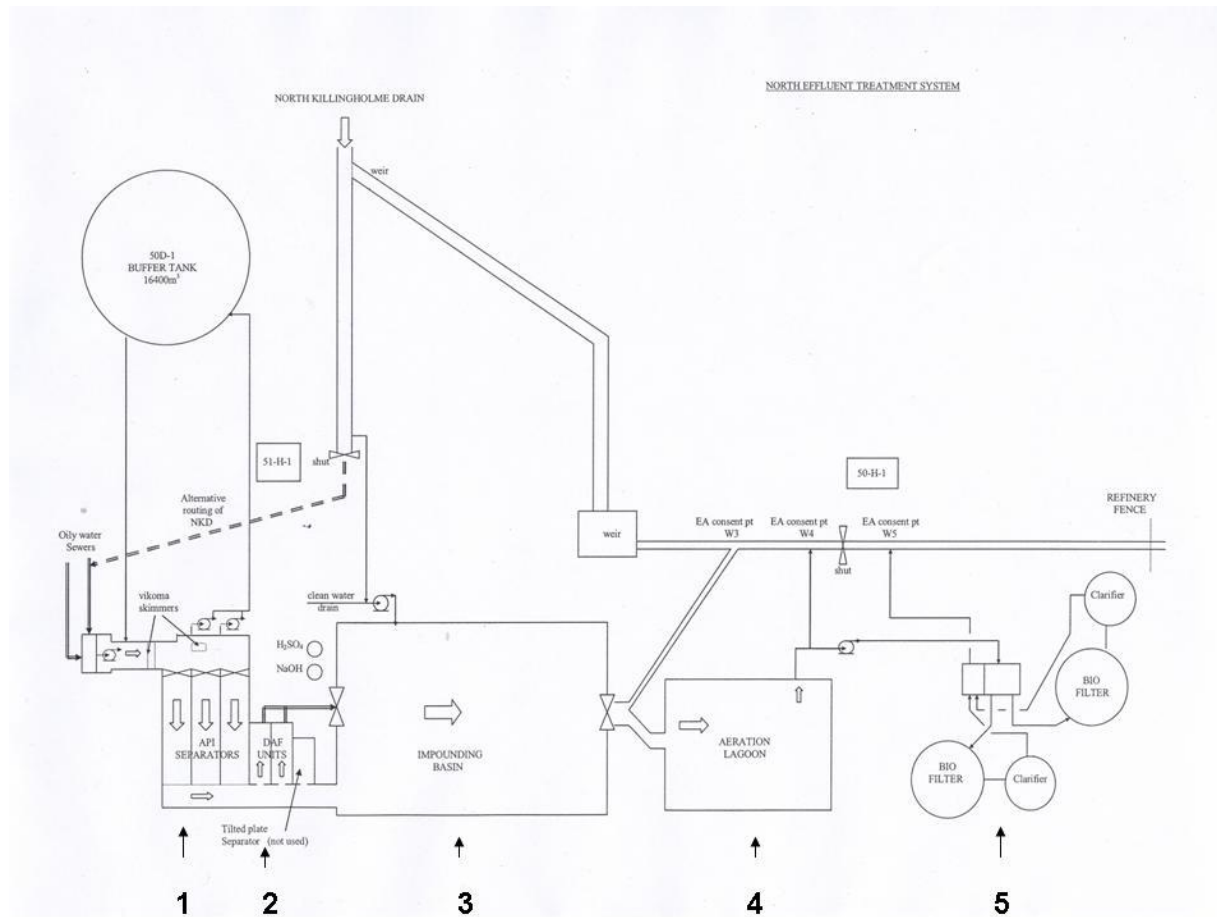 NORTH EFFLUENT TREATMENT SYSTEM
NORTH KILLINGHOLME DRAIN
weir
50D-1
BUFFER TANK
16400m³
51-H-1
shut
Alternative
routing of
NKD
Oily water
Sewers
vikoma
skimmers
clean water
drain
H₂SO₄
NaOH
weir
50-H-1
EA consent pt
W3
EA consent pt
W4
shut
EA consent pt
W5
REFINERY
FENCE
API
SEPARATORS
DAF
UNITS
Tilted plate
Separator (not used)
IMPOUNDING
BASIN
AERATION
LAGOON
Clarifier
BIO
FILTER
BIO
FILTER
Clarifier
1
2
3
4
5